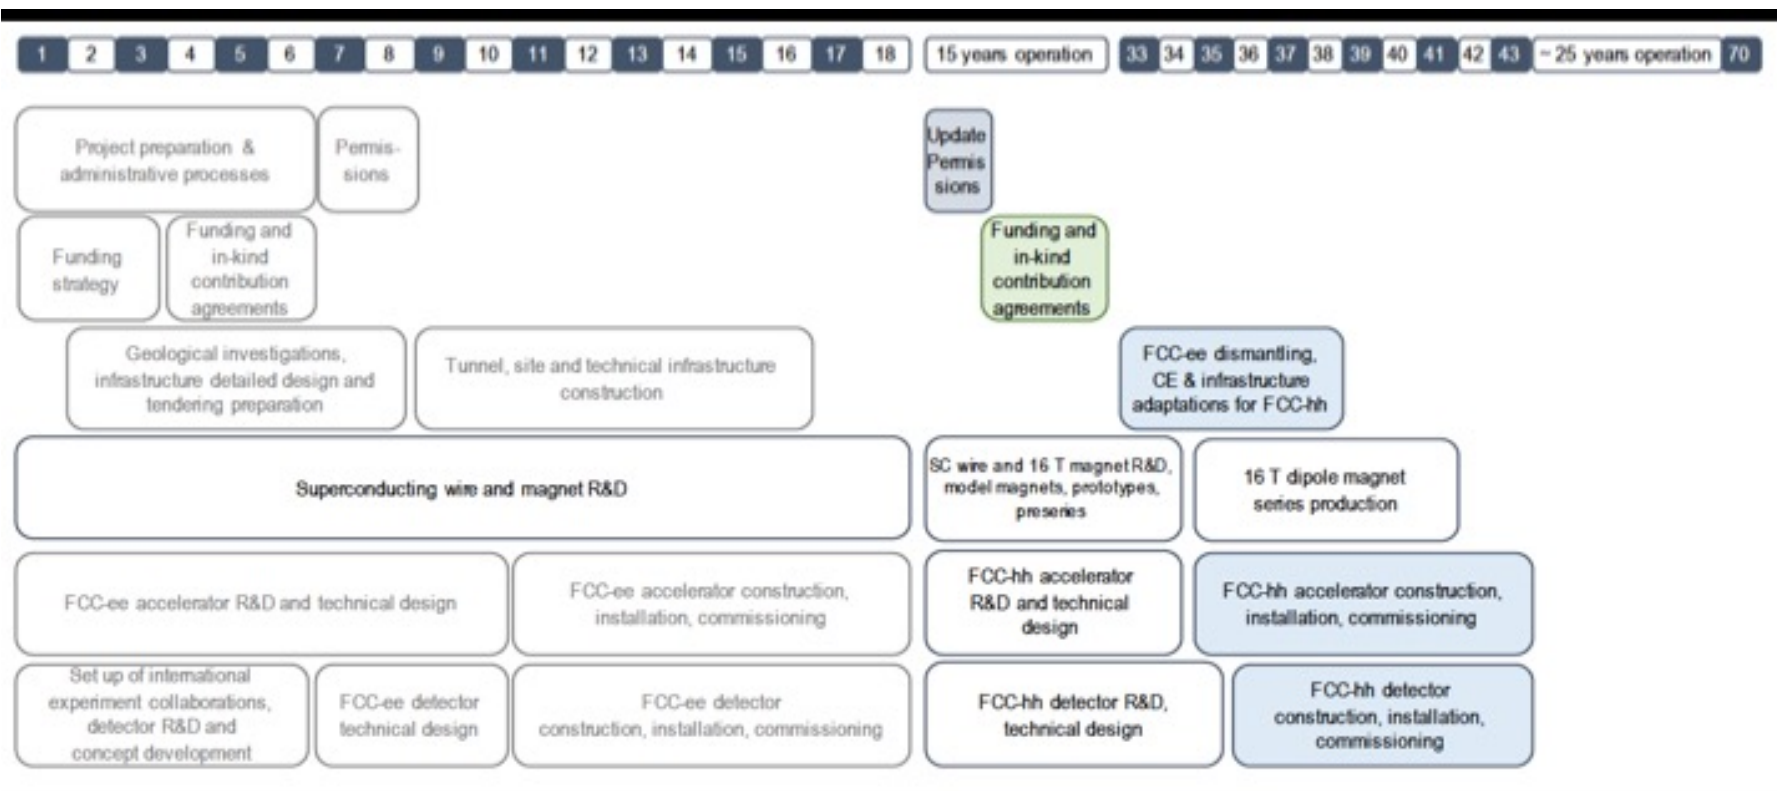 1 2 3 4 5 6 7 8 9 10 11 12 13 14 15 16 17 18 15 years operation 33 34 35 36 37 38 39 40 41 42 43 ~ 25 years operation 70
Project preparation &
administrative processes
Permis-
sions
Update
Permis
sions
Funding
strategy
Funding and
in-kind
contribution
agreements
Funding and
in-kind
contribution
agreements
Geological investigations,
infrastructure detailed design and
tendering preparation
Tunnel, site and technical infrastructure
construction
FCC-ee dismantling,
CE & infrastructure
adaptations for FCC-hh
Superconducting wire and magnet R&D
SC wire and 16 T magnet R&D,
model magnets, prototypes,
preseries
16 T dipole magnet
series production
FCC-ee accelerator R&D and technical design
FCC-ee accelerator construction,
installation, commissioning
FCC-hh accelerator
R&D and technical
design
FCC-hh accelerator construction,
installation, commissioning
Set up of international
experiment collaborations,
detector R&D and
concept development
FCC-ee detector
technical design
FCC-ee detector
construction, installation, commissioning
FCC-hh detector R&D,
technical design
FCC-hh detector
construction, installation,
commissioning